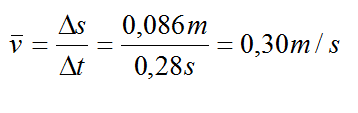 v̄ = Δs/Δt = 0,086m/0,28s = 0,30m/s